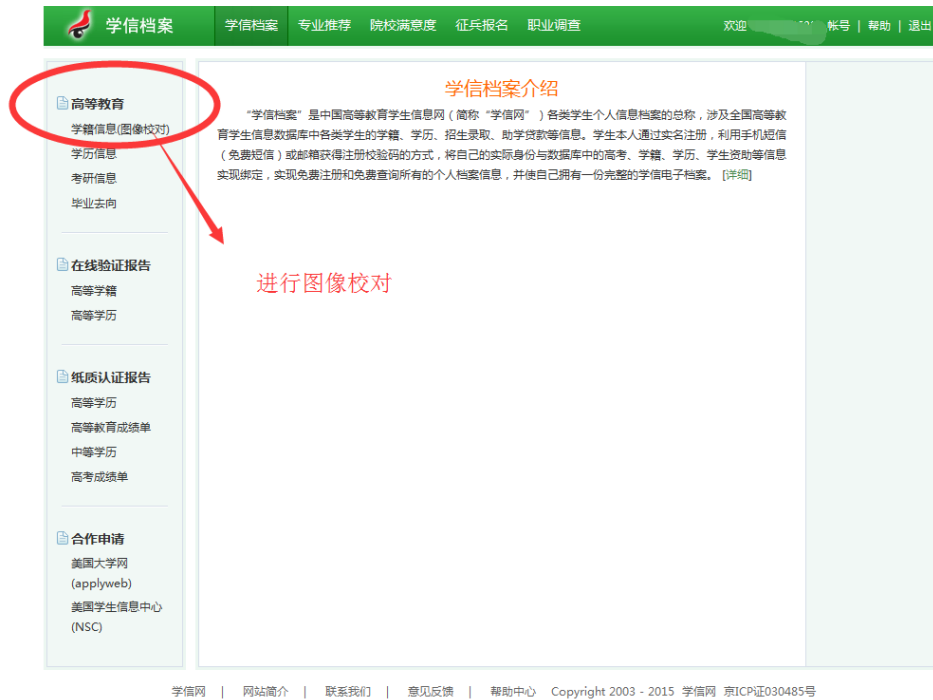 学信档案
学信档案 专业推荐 院校满意度 征兵报名 职业调查
欢迎 帐号 | 帮助 | 退出
高等教育
学籍信息(图像校对)
学历信息
考研信息
毕业去向
在线验证报告
高等学籍
高等学历
纸质认证报告
高等学历
高等教育成绩单
中等学历
高考成绩单
合作申请
美国大学网
(applyweb)
美国学生信息中心
(NSC)
学信档案介绍
“学信档案”是中国高等教育学生信息网(简称“学信网”)各类学生个人信息档案的总称,涉及全国高等教
育学生信息数据库中各类学生的学籍、学历、招生录取、助学贷款等信息。学生本人通过实名注册,利用手机短信
(免费短信)或邮箱获得注册校验码的方式,将自己的实际身份与数据库中的高考、学籍、学历、学生资助等信息
实现绑定,实现免费注册和免费查询所有的个人档案信息,并使自己拥有一份完整的学信电子档案。 [详细]
进行图像校对
学信网 | 网站简介 | 联系我们 | 意见反馈 | 帮助中心 Copyright 2003 - 2015 学信网 京ICP证030485号